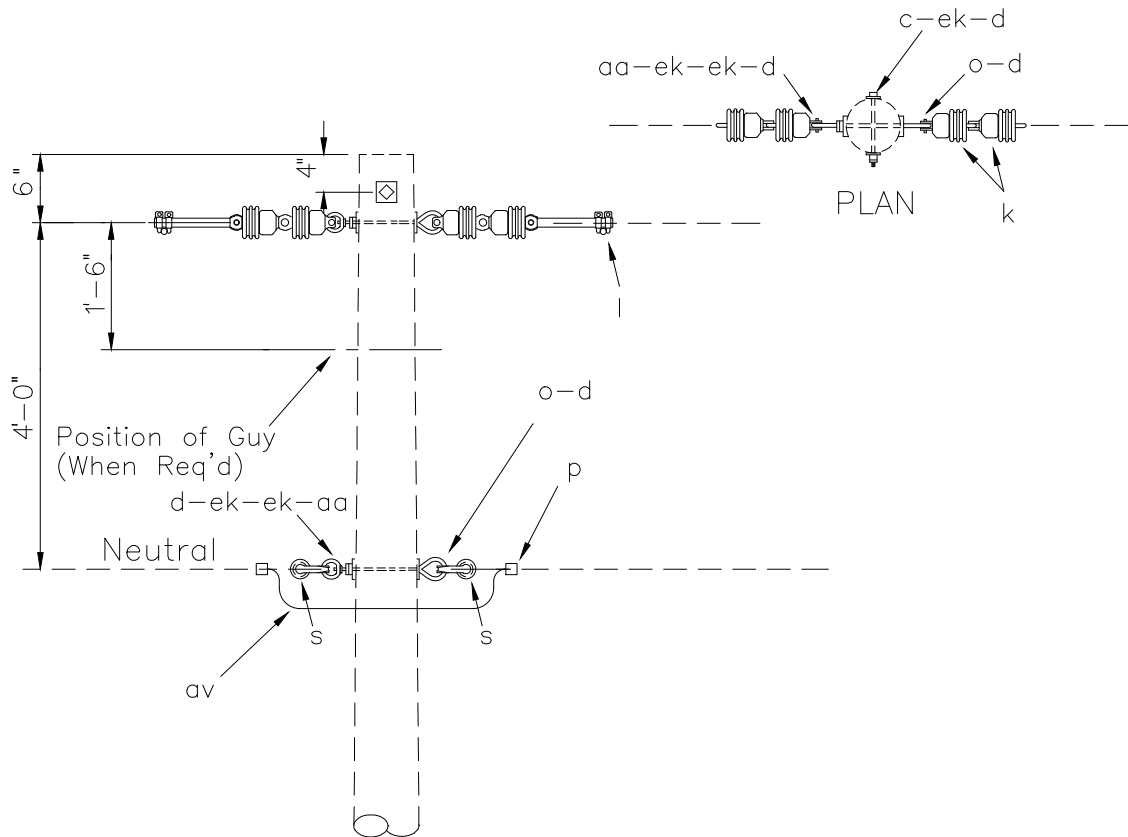 c-ek-d
aa-ek-ek-d
o-d
4"
6"
PLAN
k
1'-6"
l
4'-0"
o-d
Position of Guy
(When Req'd)
p
d-ek-ek-aa
Neutral
s
s
av